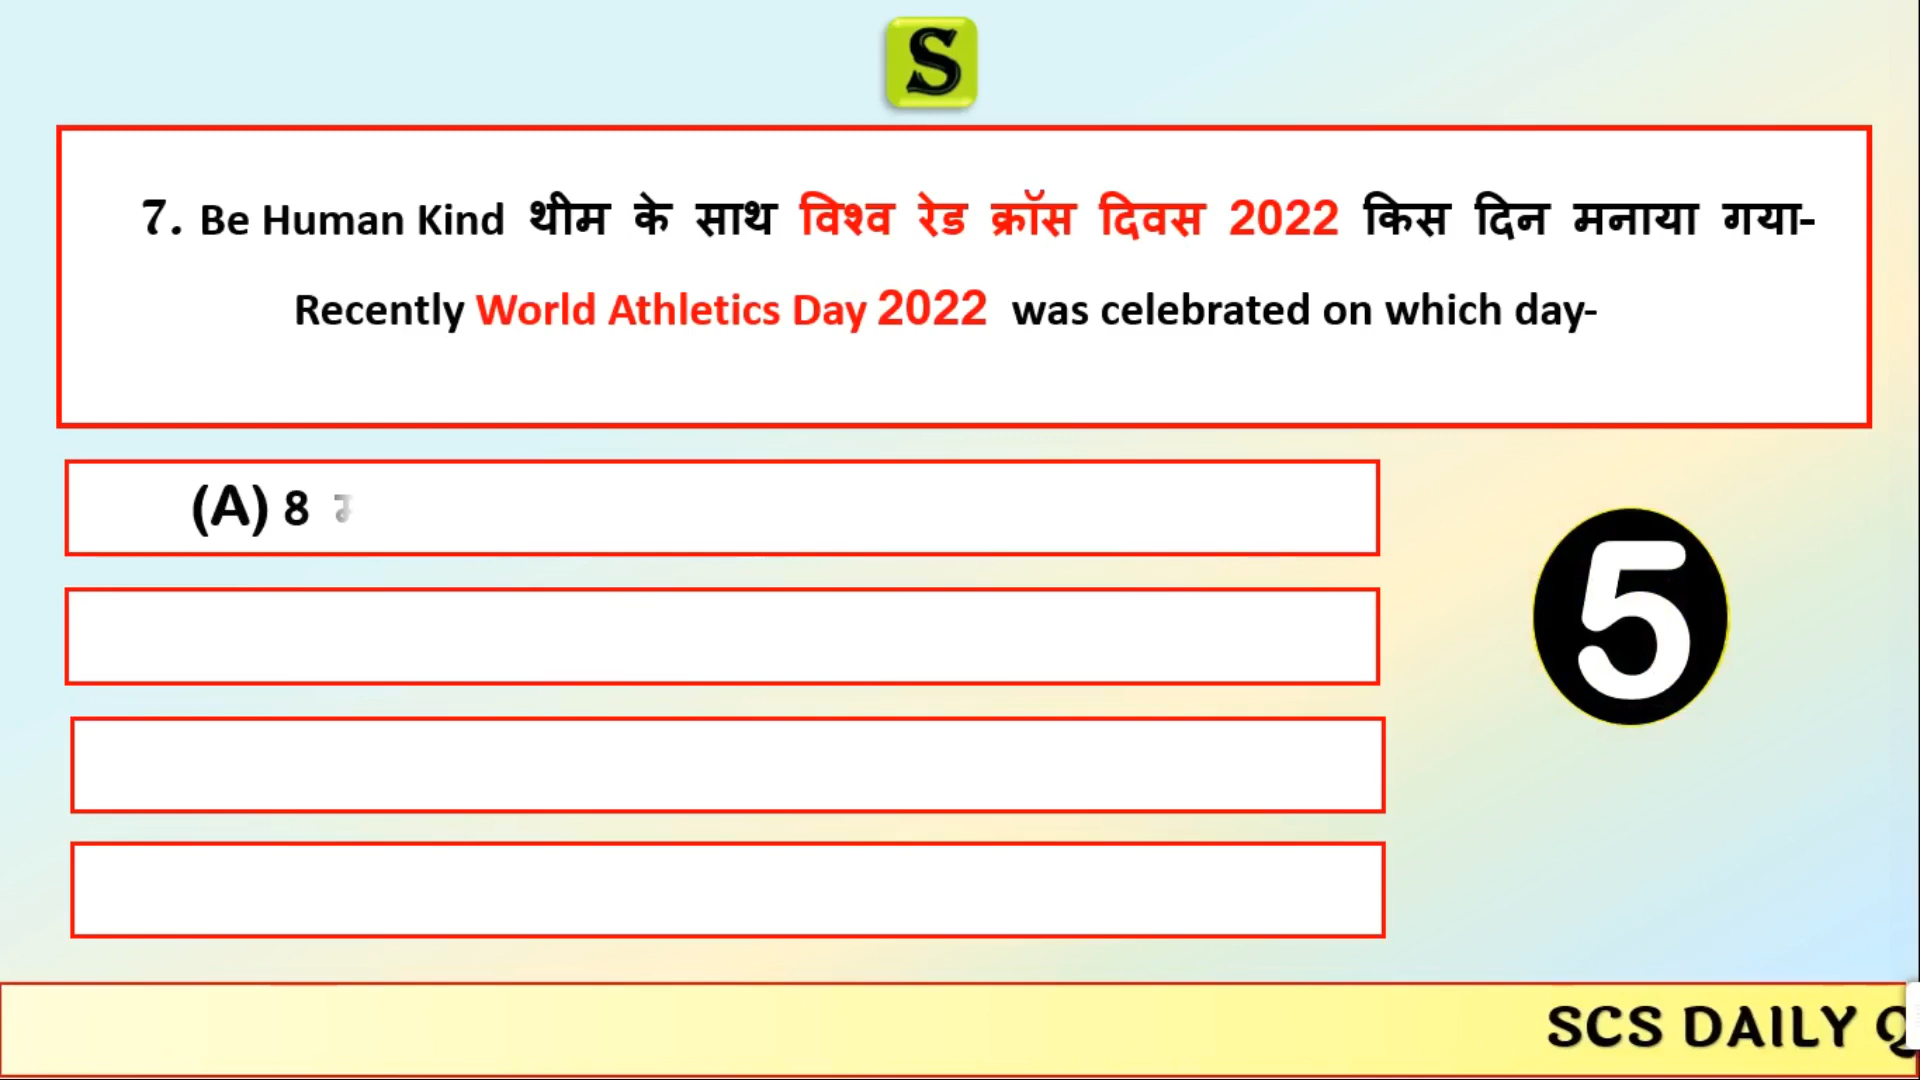 S
7. Be Human Kind थीम के साथ विश्व रेड क्रॉस दिवस 2022 किस दिन मनाया गया-
Recently World Athletics Day 2022 was celebrated on which day-
(A) 8
5
SCS DAILY